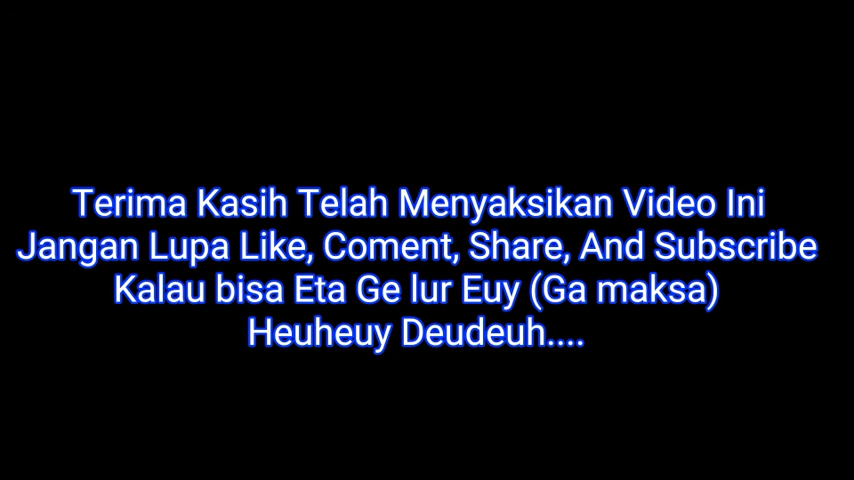 Terima Kasih Telah Menyaksikan Video Ini
Jangan Lupa Like, Coment, Share, And Subscribe
Kalau bisa Eta Ge lur Euy (Ga maksa)
Heuheuy Deudeuh....